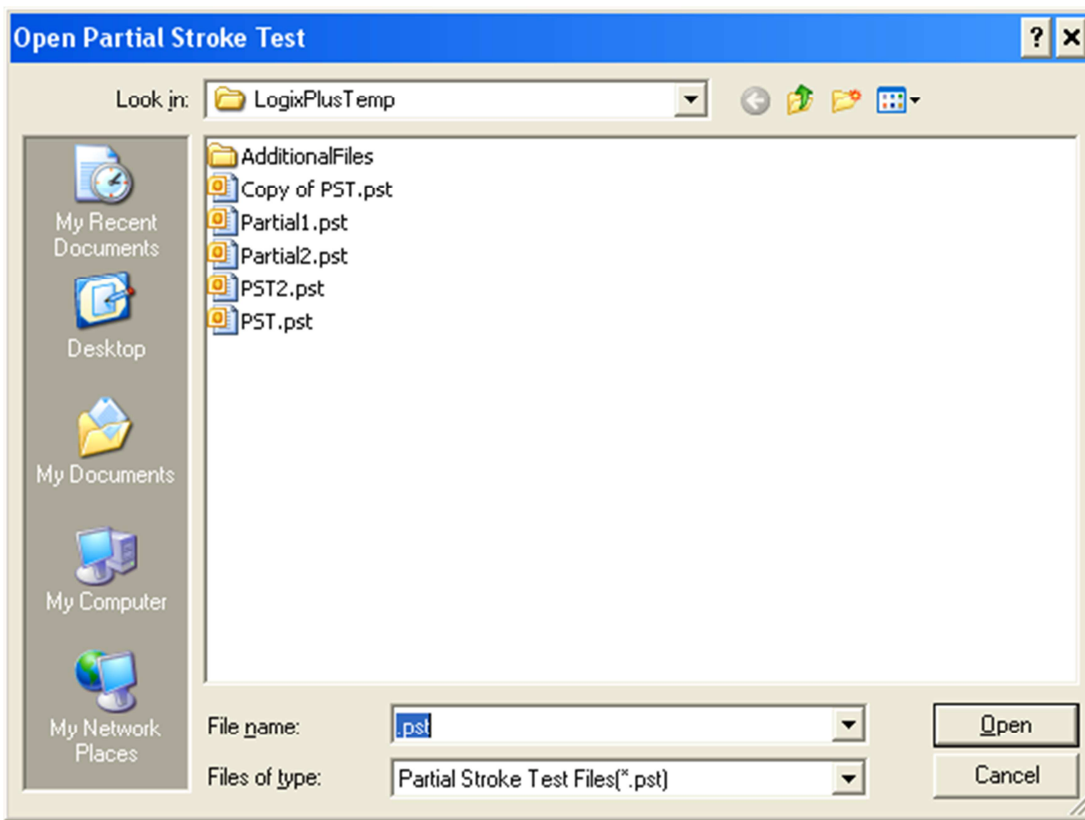 Open Partial Stroke Test
Look in:
LogixPlusTemp
My Recent
Documents
Desktop
My Documents
My Computer
My Network
Places
AdditionalFiles
Copy of PST.pst
Partial1.pst
Partial2.pst
PST2.pst
PST.pst
File name:
.pst
Open
Files of type:
Partial Stroke Test Files(*.pst)
Cancel